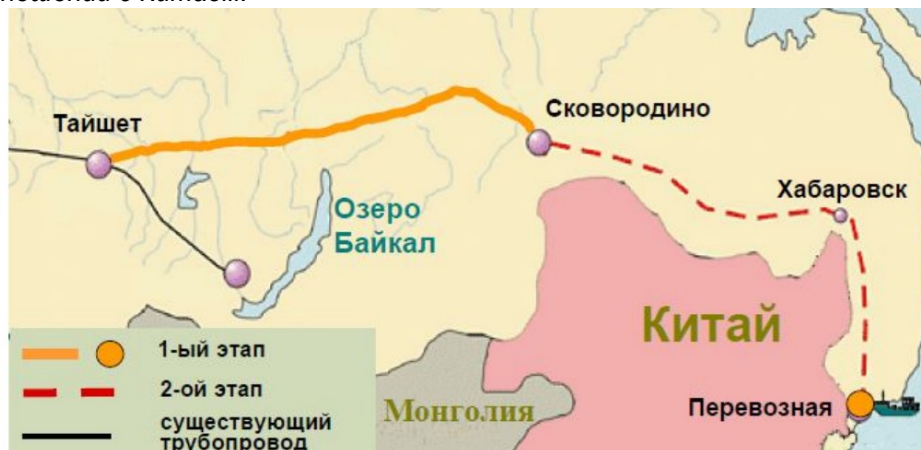 Тайшет
Сковородино
Хабаровск
Озеро
Байкал
Китай
1-ый этап
2-ой этап
Монголия
Перевозная
существующий
трубопровод